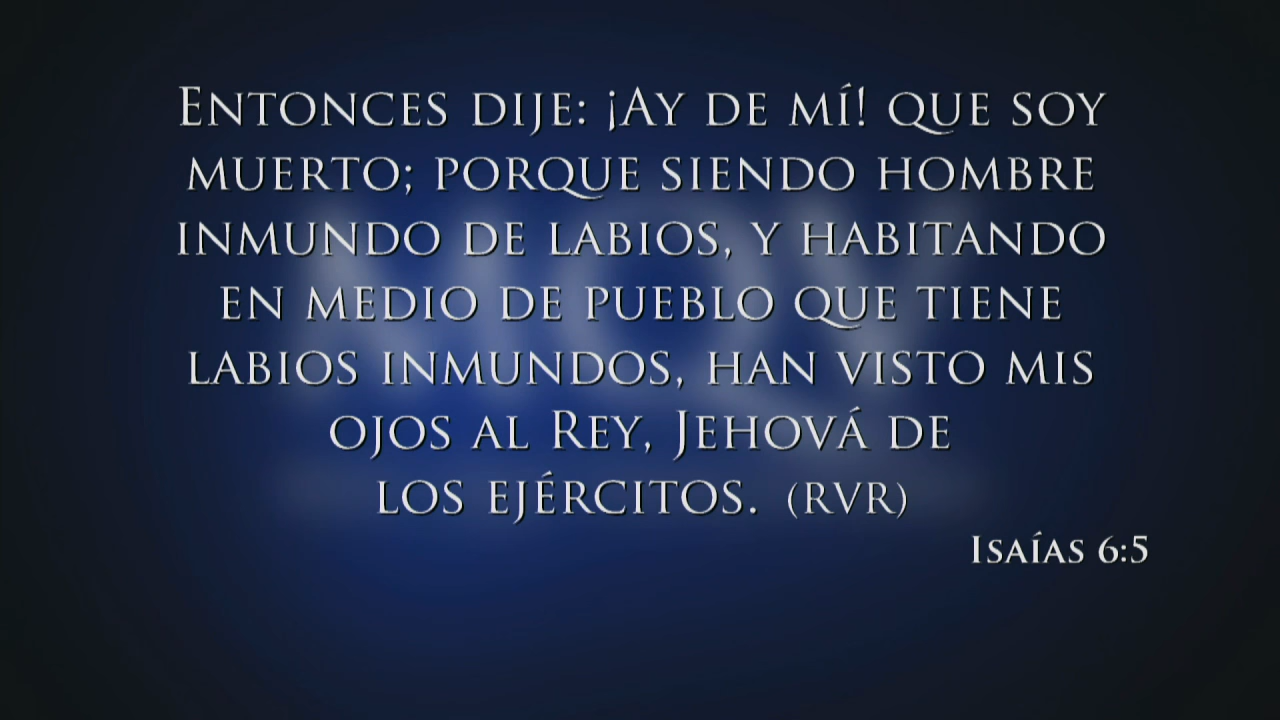 Entonces dije: ¡Ay de mí! que soy
muerto; porque siendo hombre
inmundo de labios, y habitando
en medio de pueblo que tiene
labios inmundos, han visto mis
ojos al Rey, Jehová de
los ejércitos. (RVR)
Isaías 6:5